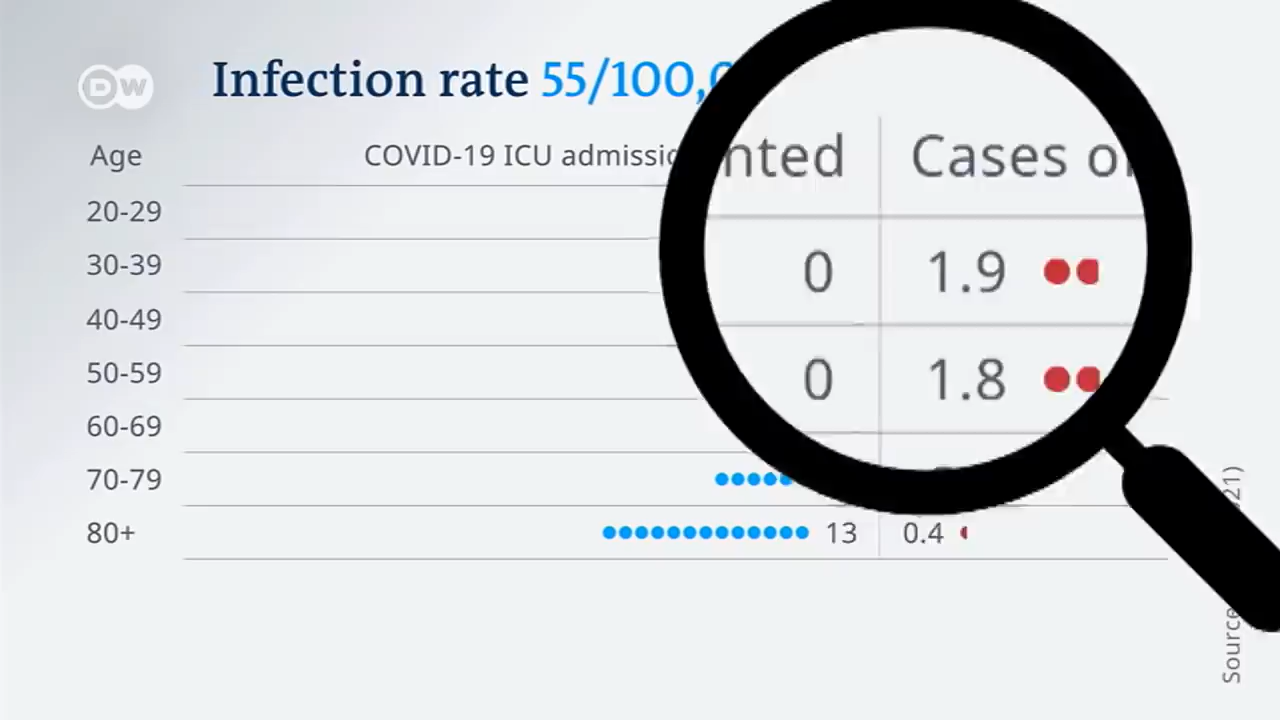 DW
Infection rate 55/100,0
Age COVID-19 ICU admissio nted Cases o
20-29 0 1.9
30-39 0 1.8
40-49
50-59
60-69
70-79
80+ 13 0.4
Source 21)